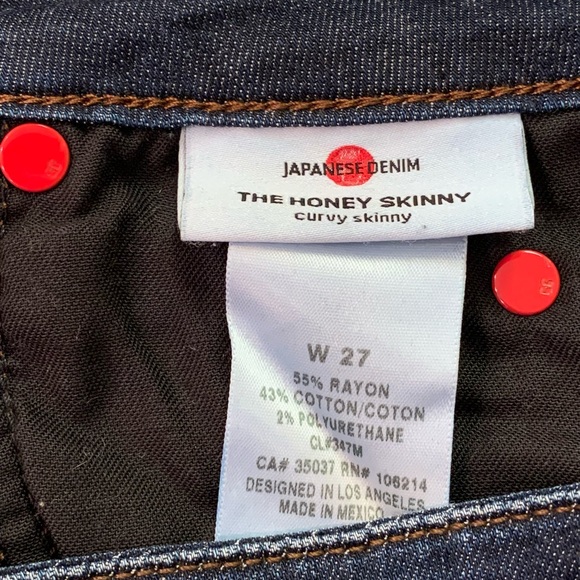 JAPANESE DENIM
THE HONEY SKINNY
curvy skinny
W 27
55% RAYON
43% COTTON/COTON
2% POLYURETHANE
CL#347M
CA# 35037 RN# 106214
DESIGNED IN LOS ANGELES
MADE IN MEXICO